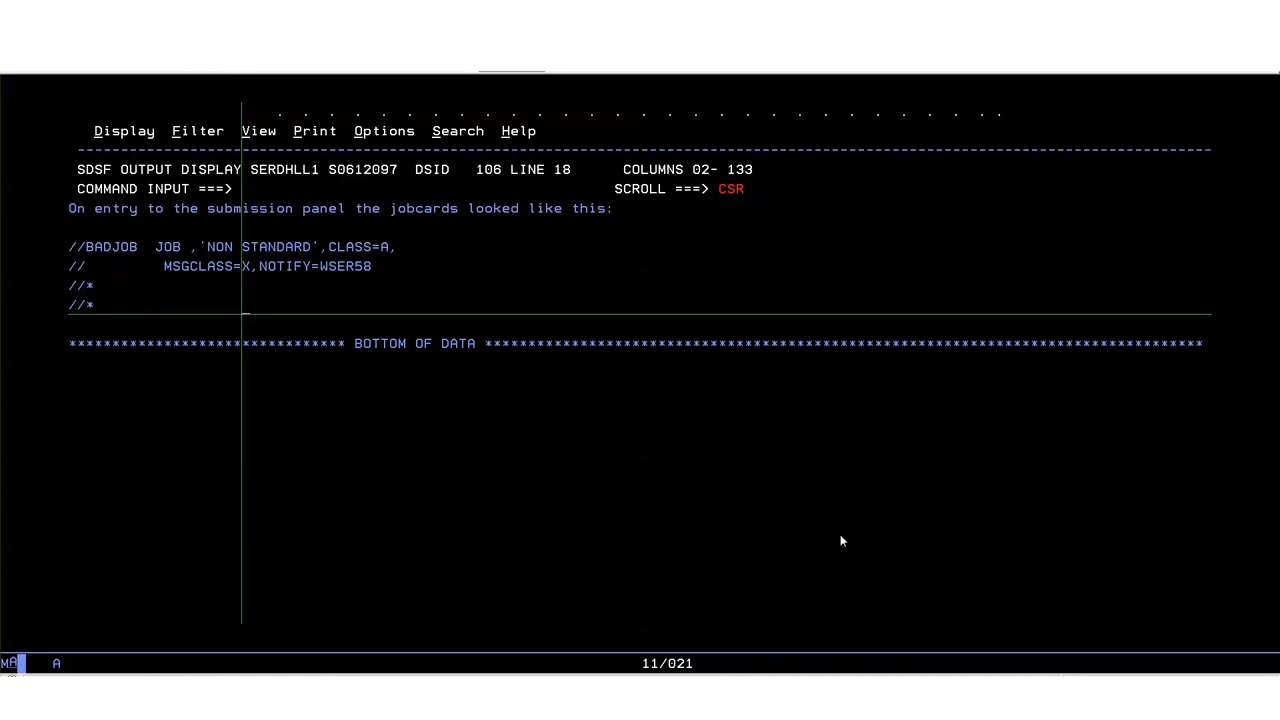 Display Filter View Print Options Search Help
-----------------------------------------------------------------------------------------------------------------------------------
SDSF OUTPUT DISPLAY SERDHLL1 S0612097 DSID 106 LINE 18 COLUMNS 02- 133
COMMAND INPUT ===> SCROLL ===> CSR
On entry to the submission panel the jobcards looked like this:
//BADJOB JOB ,'NON STANDARD',CLASS=A,
// MSGCLASS=X,NOTIFY=WSER58
//*
//*
******************************** BOTTOM OF DATA ***********************************************************************************
MA A 11/021